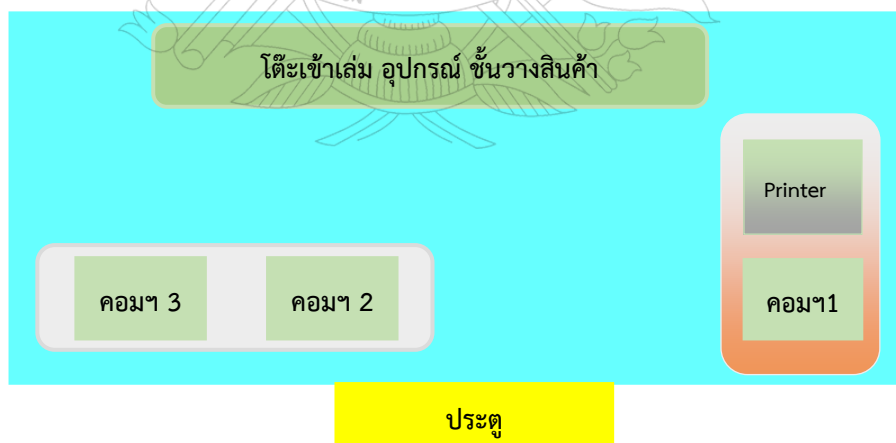 โต๊ะเข้าเล่ม อุปกรณ์ ชั้นวางสินค้า
Printer
คอมฯ 3
คอมฯ 2
คอมฯ1
ประตู